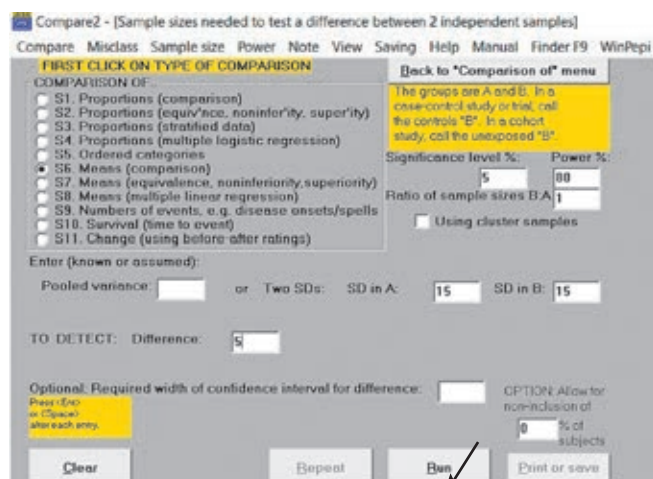 Compare2 - [Sample sizes needed to test a difference between 2 independent samples]
Compare Misclass Sample size Power Note View Saving Help Manual Finder F9 WinPepi
FIRST CLICK ON TYPE OF COMPARISON
Back to "Comparison of" menu
COMPARISON OF...
S1. Proportions (comparison)
S2. Proportions (equiv'nce, noninfer'ity, super'ity)
S3. Proportions (stratified data)
S4. Proportions (multiple logistic regression)
S5. Ordered categories
S6. Means (comparison)
S7. Means (equivalence, noninferiority, superiority)
S8. Means (multiple linear regression)
S9. Numbers of events, e.g. disease onsets/spells
S10. Survival (time to event)
S11. Change (using before after ratings)
The groups are A and B. In a
case-control study or trial, call
the controls "B". In a cohort
study, call the unexposed "B".
Significance level %: Power %:
5 80
Ratio of sample sizes B:A 1
Using cluster samples
Enter (known or assumed):
Pooled variance: or Two SDs: SD in A: 15 SD in B: 15
TO DETECT: Difference: 5
Optional: Required width of confidence interval for difference:
Press <Ent>
or <Space>
after each entry.
OPTION: Allow for
non-inclusion of
0 % of
subjects
Clear Repeat Run Print or save